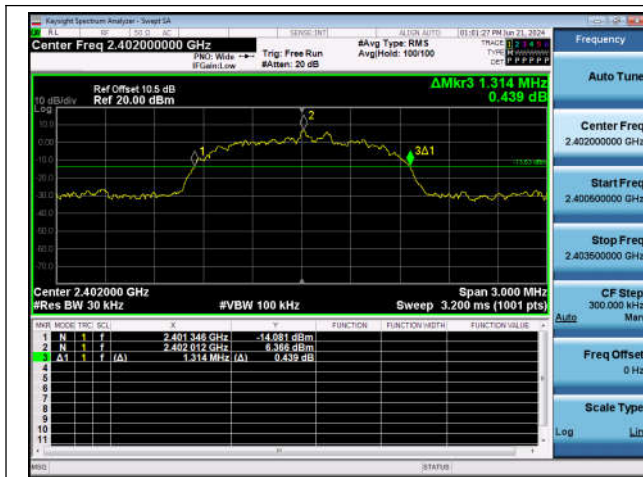 Keysight Spectrum Analyzer - Swept SA
RL RF 50 Ω AC SENSE:INT ALIGN AUTO 01:01:27 PM Jun 21, 2024
Center Freq 2.402000000 GHz
#Avg Type: RMS
TRACE 1 2 3 4 5 6
PNO: Wide
Trig: Free Run
Avg|Hold: 100/100
TYPE
IFGain:Low
#Atten: 20 dB
DET P P P P P P
Ref Offset 10.5 dB
ΔMkr3 1.314 MHz
10 dB/div
Ref 20.00 dBm
0.439 dB
Log
10.0
0.00
-10.0
-20.0
-30.0
-40.0
-50.0
-60.0
-70.0
1
2
3Δ1
Center 2.402000 GHz
Span 3.000 MHz
#Res BW 30 kHz
#VBW 100 kHz
Sweep 3.200 ms (1001 pts)
MKR MODE TRC SCL X Y FUNCTION FUNCTION WIDTH FUNCTION VALUE
1 N 1 f 2.401 346 GHz -14.081 dBm
2 N 1 f 2.402 012 GHz 6.366 dBm
3 Δ1 1 f (Δ) 1.314 MHz (Δ) 0.439 dB
4
5
6
7
8
9
10
11
MSG
STATUS
Frequency
Auto Tune
Center Freq
2.402000000 GHz
Start Freq
2.400500000 GHz
Stop Freq
2.403500000 GHz
CF Step
300.000 kHz
Auto Man
Freq Offset
0 Hz
Scale Type
Log Lin